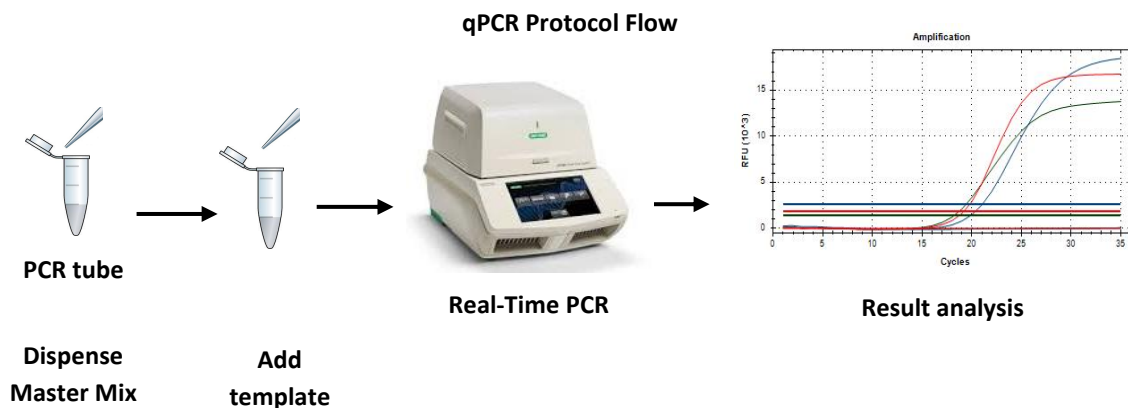 qPCR Protocol Flow
Amplification
15
10
5
0
RFU (10^3)
0 5 10 15 20 25 30 35
Cycles
PCR tube
Real-Time PCR
Result analysis
Dispense
Master Mix
Add
template